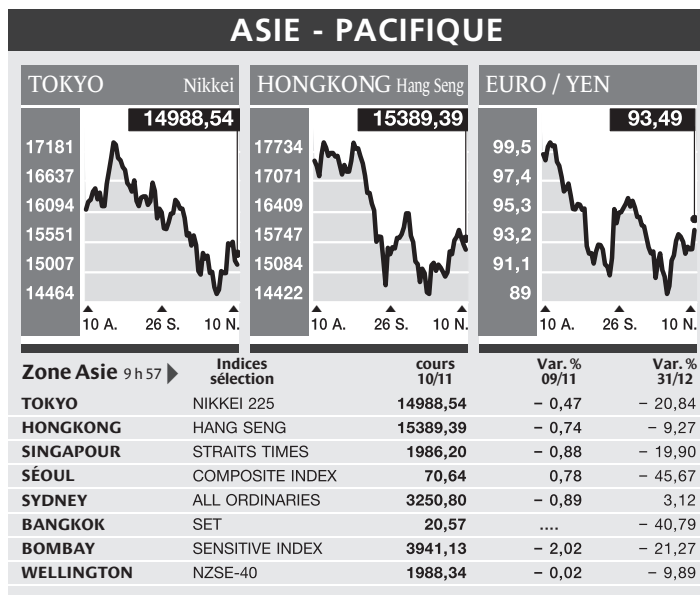 ASIE - PACIFIQUE
TOKYO Nikkei
14988,54
17181
16637
16094
15551
15007
14464
10 A. 26 S. 10 N.
HONGKONG Hang Seng
15389,39
17734
17071
16409
15747
15084
14422
10 A. 26 S. 10 N.
EURO / YEN
93,49
99,5
97,4
95,3
93,2
91,1
89
10 A. 26 S. 10 N.
Zone Asie 9 h 57 Indices sélection cours 10/11 Var. % 09/11 Var. % 31/12
TOKYO NIKKEI 225 14988,54 – 0,47 – 20,84
HONGKONG HANG SENG 15389,39 – 0,74 – 9,27
SINGAPOUR STRAITS TIMES 1986,20 – 0,88 – 19,90
SÉOUL COMPOSITE INDEX 70,64 0,78 – 45,67
SYDNEY ALL ORDINARIES 3250,80 – 0,89 3,12
BANGKOK SET 20,57 .... – 40,79
BOMBAY SENSITIVE INDEX 3941,13 – 2,02 – 21,27
WELLINGTON NZSE-40 1988,34 – 0,02 – 9,89